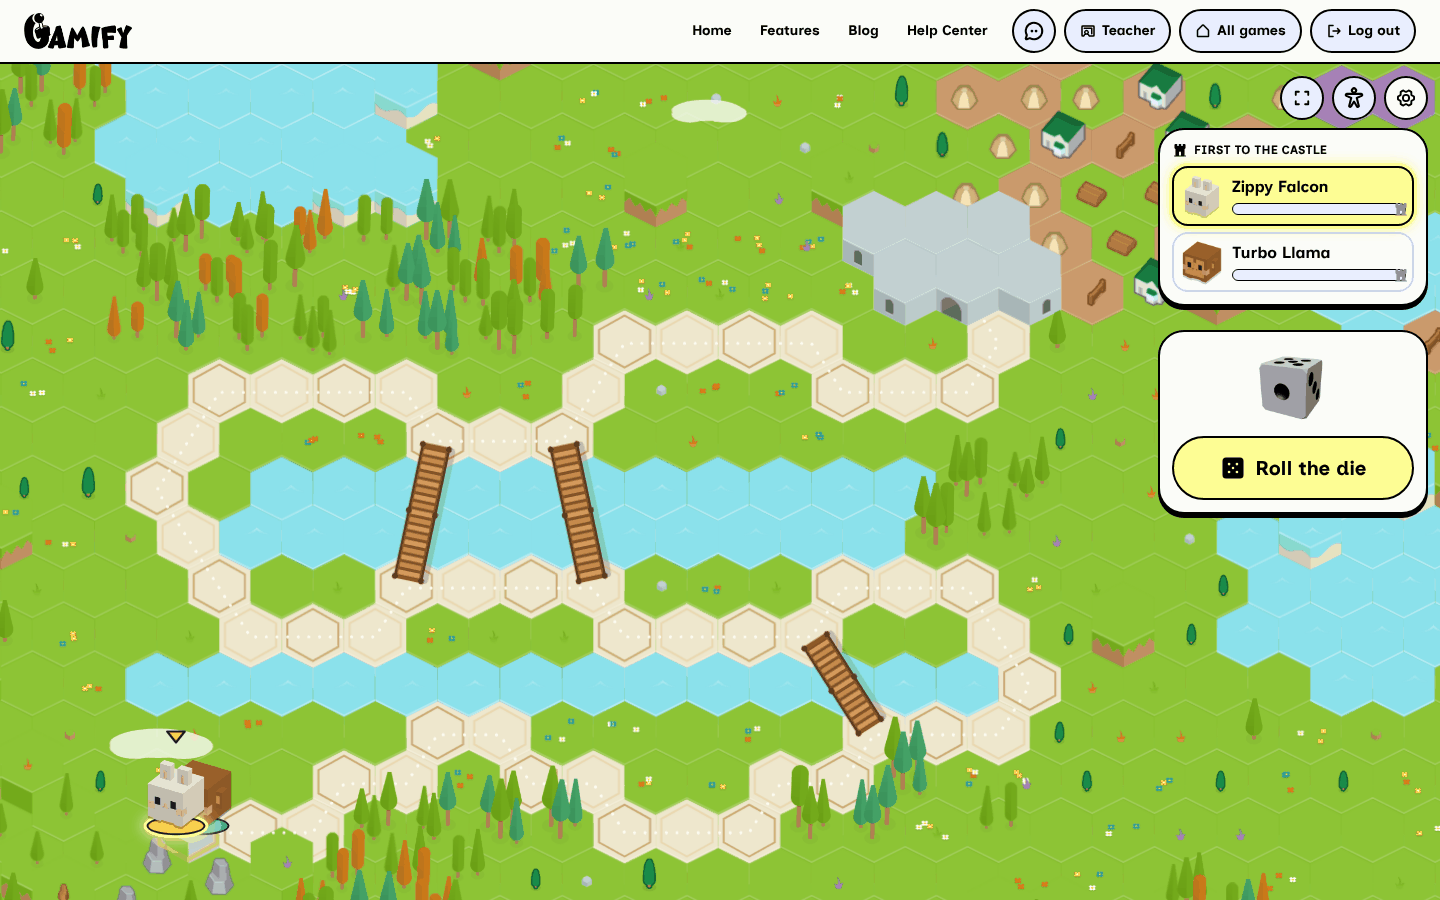 GAMIFY
Home
Features
Blog
Help Center
Teacher
All games
Log out
FIRST TO THE CASTLE
Zippy Falcon
Turbo Llama
Roll the die